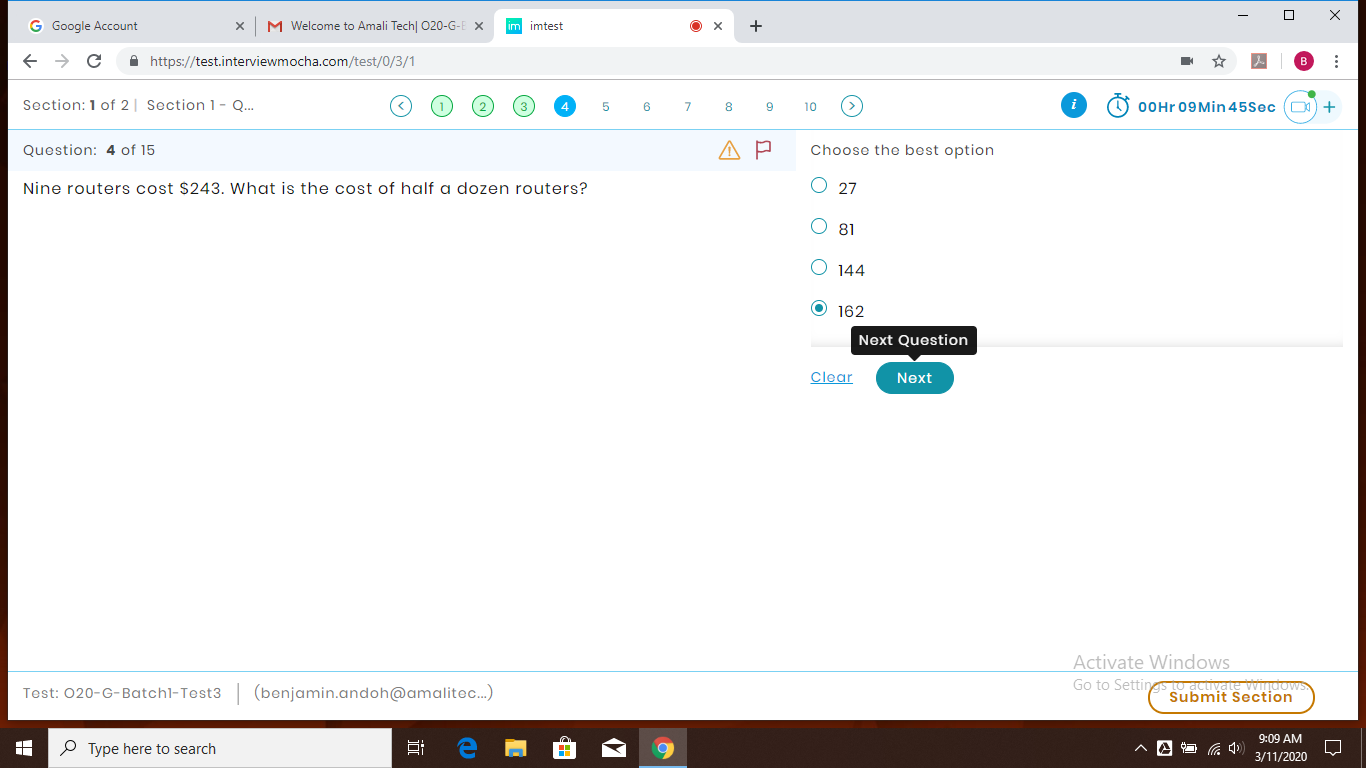 Google Account
Welcome to Amali Tech| O20-G-B
im imtest
https://test.interviewmocha.com/test/0/3/1
B
Section: 1 of 2 | Section 1 - Q...
1 2 3 4 5 6 7 8 9 10
i 00Hr 09Min 45Sec
Question: 4 of 15
Choose the best option
Nine routers cost $243. What is the cost of half a dozen routers?
27
81
144
162
Next Question
Clear Next
Activate Windows
Go to Settings to activate Windows.
Test: O20-G-Batch1-Test3 (benjamin.andoh@amalitec...)
Submit Section
Type here to search
9:09 AM
3/11/2020